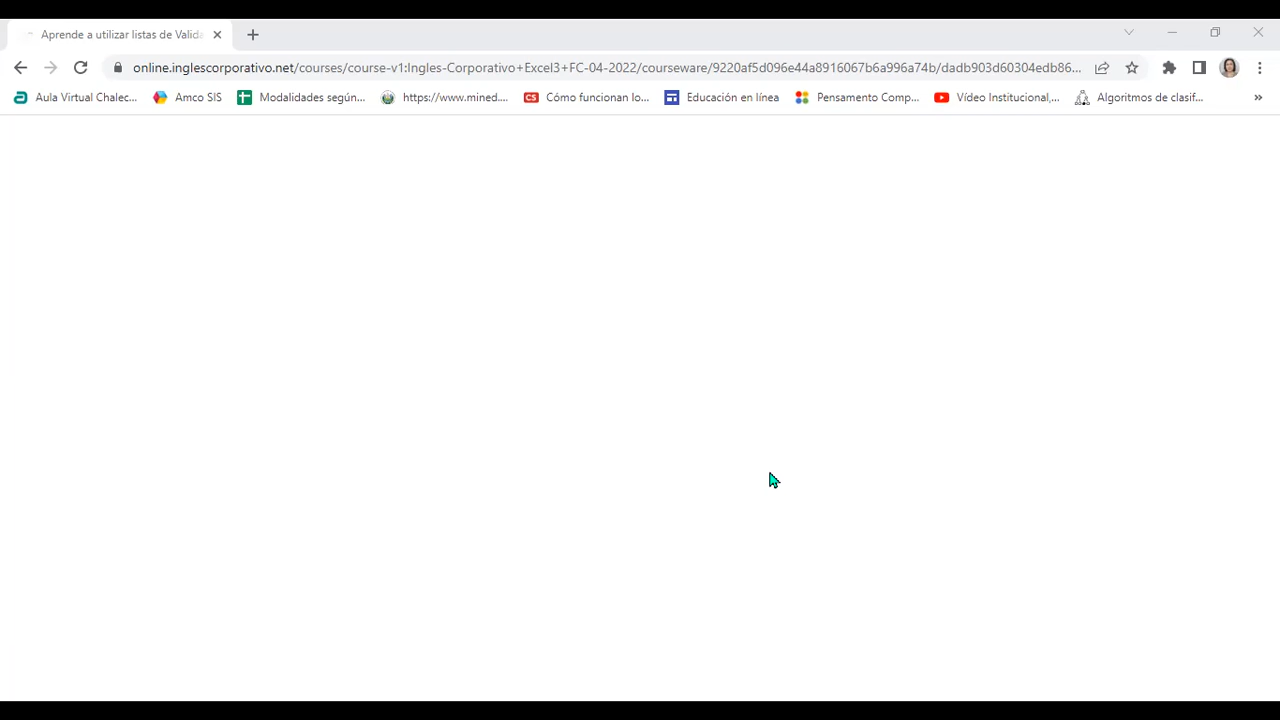 Aprende a utilizar listas de Valida
online.inglescorporativo.net/courses/course-v1:Ingles-Corporativo+Excel3+FC-04-2022/courseware/9220af5d096e44a8916067b6a996a74b/dadb903d60304edb86...
Aula Virtual Chalec... Amco SIS Modalidades según... https://www.mined.... CS Cómo funcionan lo... Educación en línea Pensamento Comp... Vídeo Institucional,... Algoritmos de clasif... »